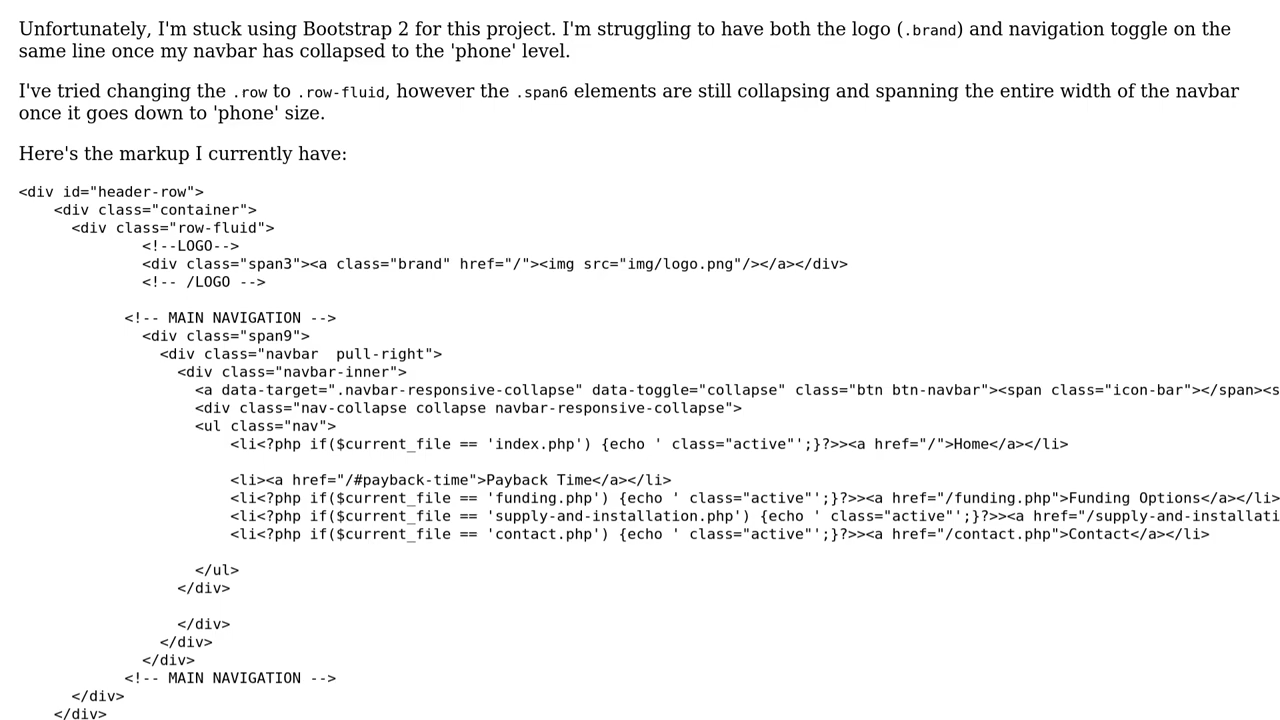 Unfortunately, I'm stuck using Bootstrap 2 for this project. I'm struggling to have both the logo (.brand) and navigation toggle on the
same line once my navbar has collapsed to the 'phone' level.
I've tried changing the .row to .row-fluid, however the .span6 elements are still collapsing and spanning the entire width of the navbar
once it goes down to 'phone' size.
Here's the markup I currently have:
<div id="header-row">
<div class="container">
<div class="row-fluid">
<!--LOGO-->
<div class="span3"><a class="brand" href="/"><img src="img/logo.png"/></a></div>
<!-- /LOGO -->
<!-- MAIN NAVIGATION -->
<div class="span9">
<div class="navbar  pull-right">
<div class="navbar-inner">
<a data-target=".navbar-responsive-collapse" data-toggle="collapse" class="btn btn-navbar"><span class="icon-bar"></span><s
<div class="nav-collapse collapse navbar-responsive-collapse">
<ul class="nav">
<li<?php if($current_file == 'index.php') {echo ' class="active"';}?>><a href="/">Home</a></li>
<li><a href="/#payback-time">Payback Time</a></li>
<li<?php if($current_file == 'funding.php') {echo ' class="active"';}?>><a href="/funding.php">Funding Options</a></li>
<li<?php if($current_file == 'supply-and-installation.php') {echo ' class="active"';}?>><a href="/supply-and-installati
<li<?php if($current_file == 'contact.php') {echo ' class="active"';}?>><a href="/contact.php">Contact</a></li>
</ul>
</div>
</div>
</div>
</div>
<!-- MAIN NAVIGATION -->
</div>
</div>